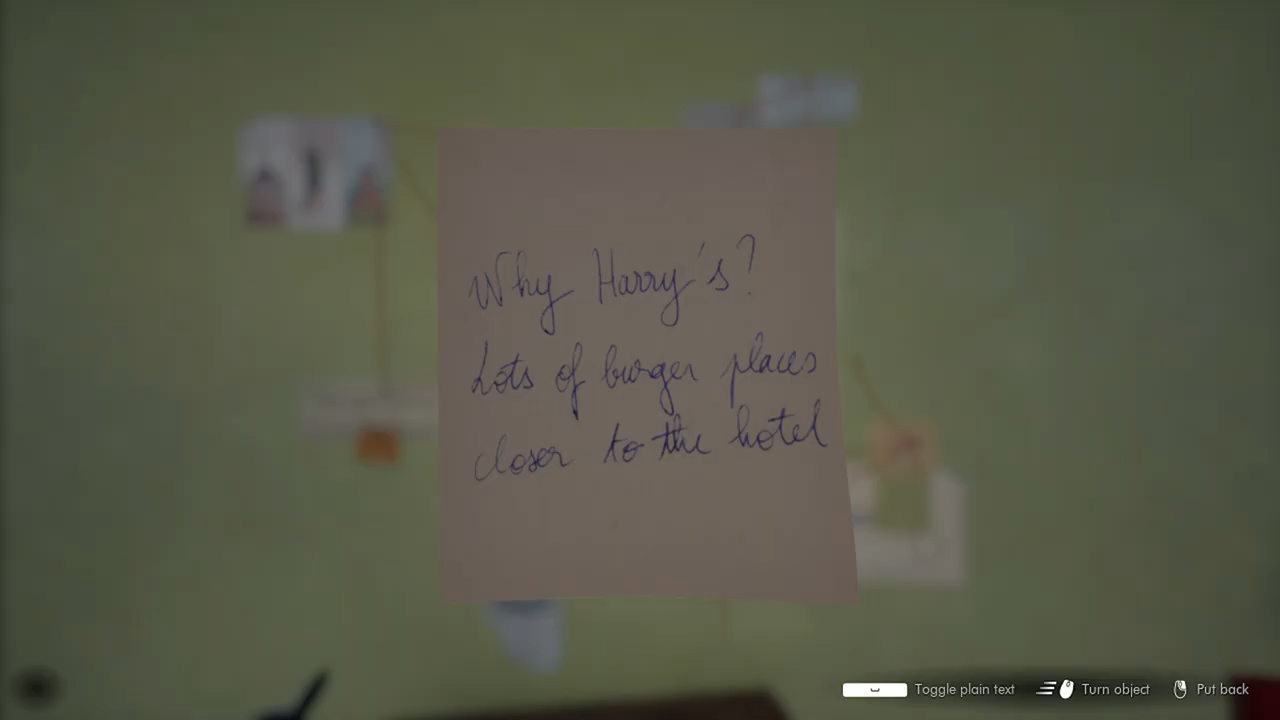 Why Harry's?
Lots of burger places
closer to the hotel
Toggle plain text
Turn object
Put back